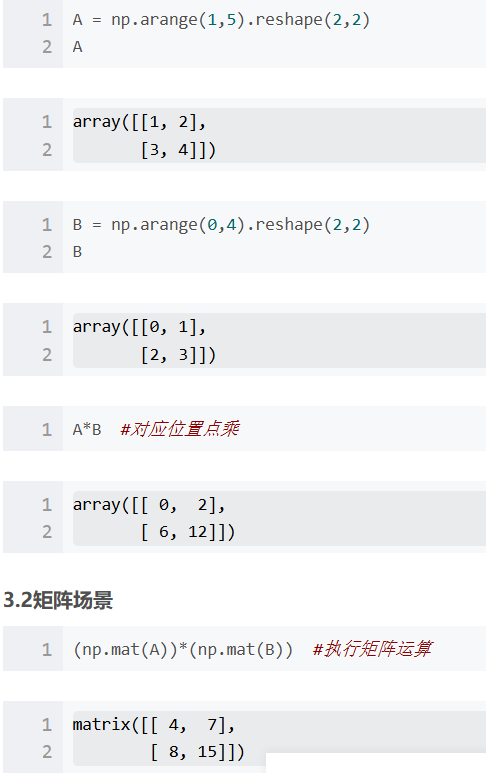 1 A = np.arange(1,5).reshape(2,2)
2 A
1 array([[1, 2],
2        [3, 4]])
1 B = np.arange(0,4).reshape(2,2)
2 B
1 array([[0, 1],
2        [2, 3]])
1 A*B  #对应位置点乘
1 array([[ 0,  2],
2        [ 6, 12]])
3.2矩阵场景
1 (np.mat(A))*(np.mat(B))  #执行矩阵运算
1 matrix([[ 4,  7],
2         [ 8, 15]])